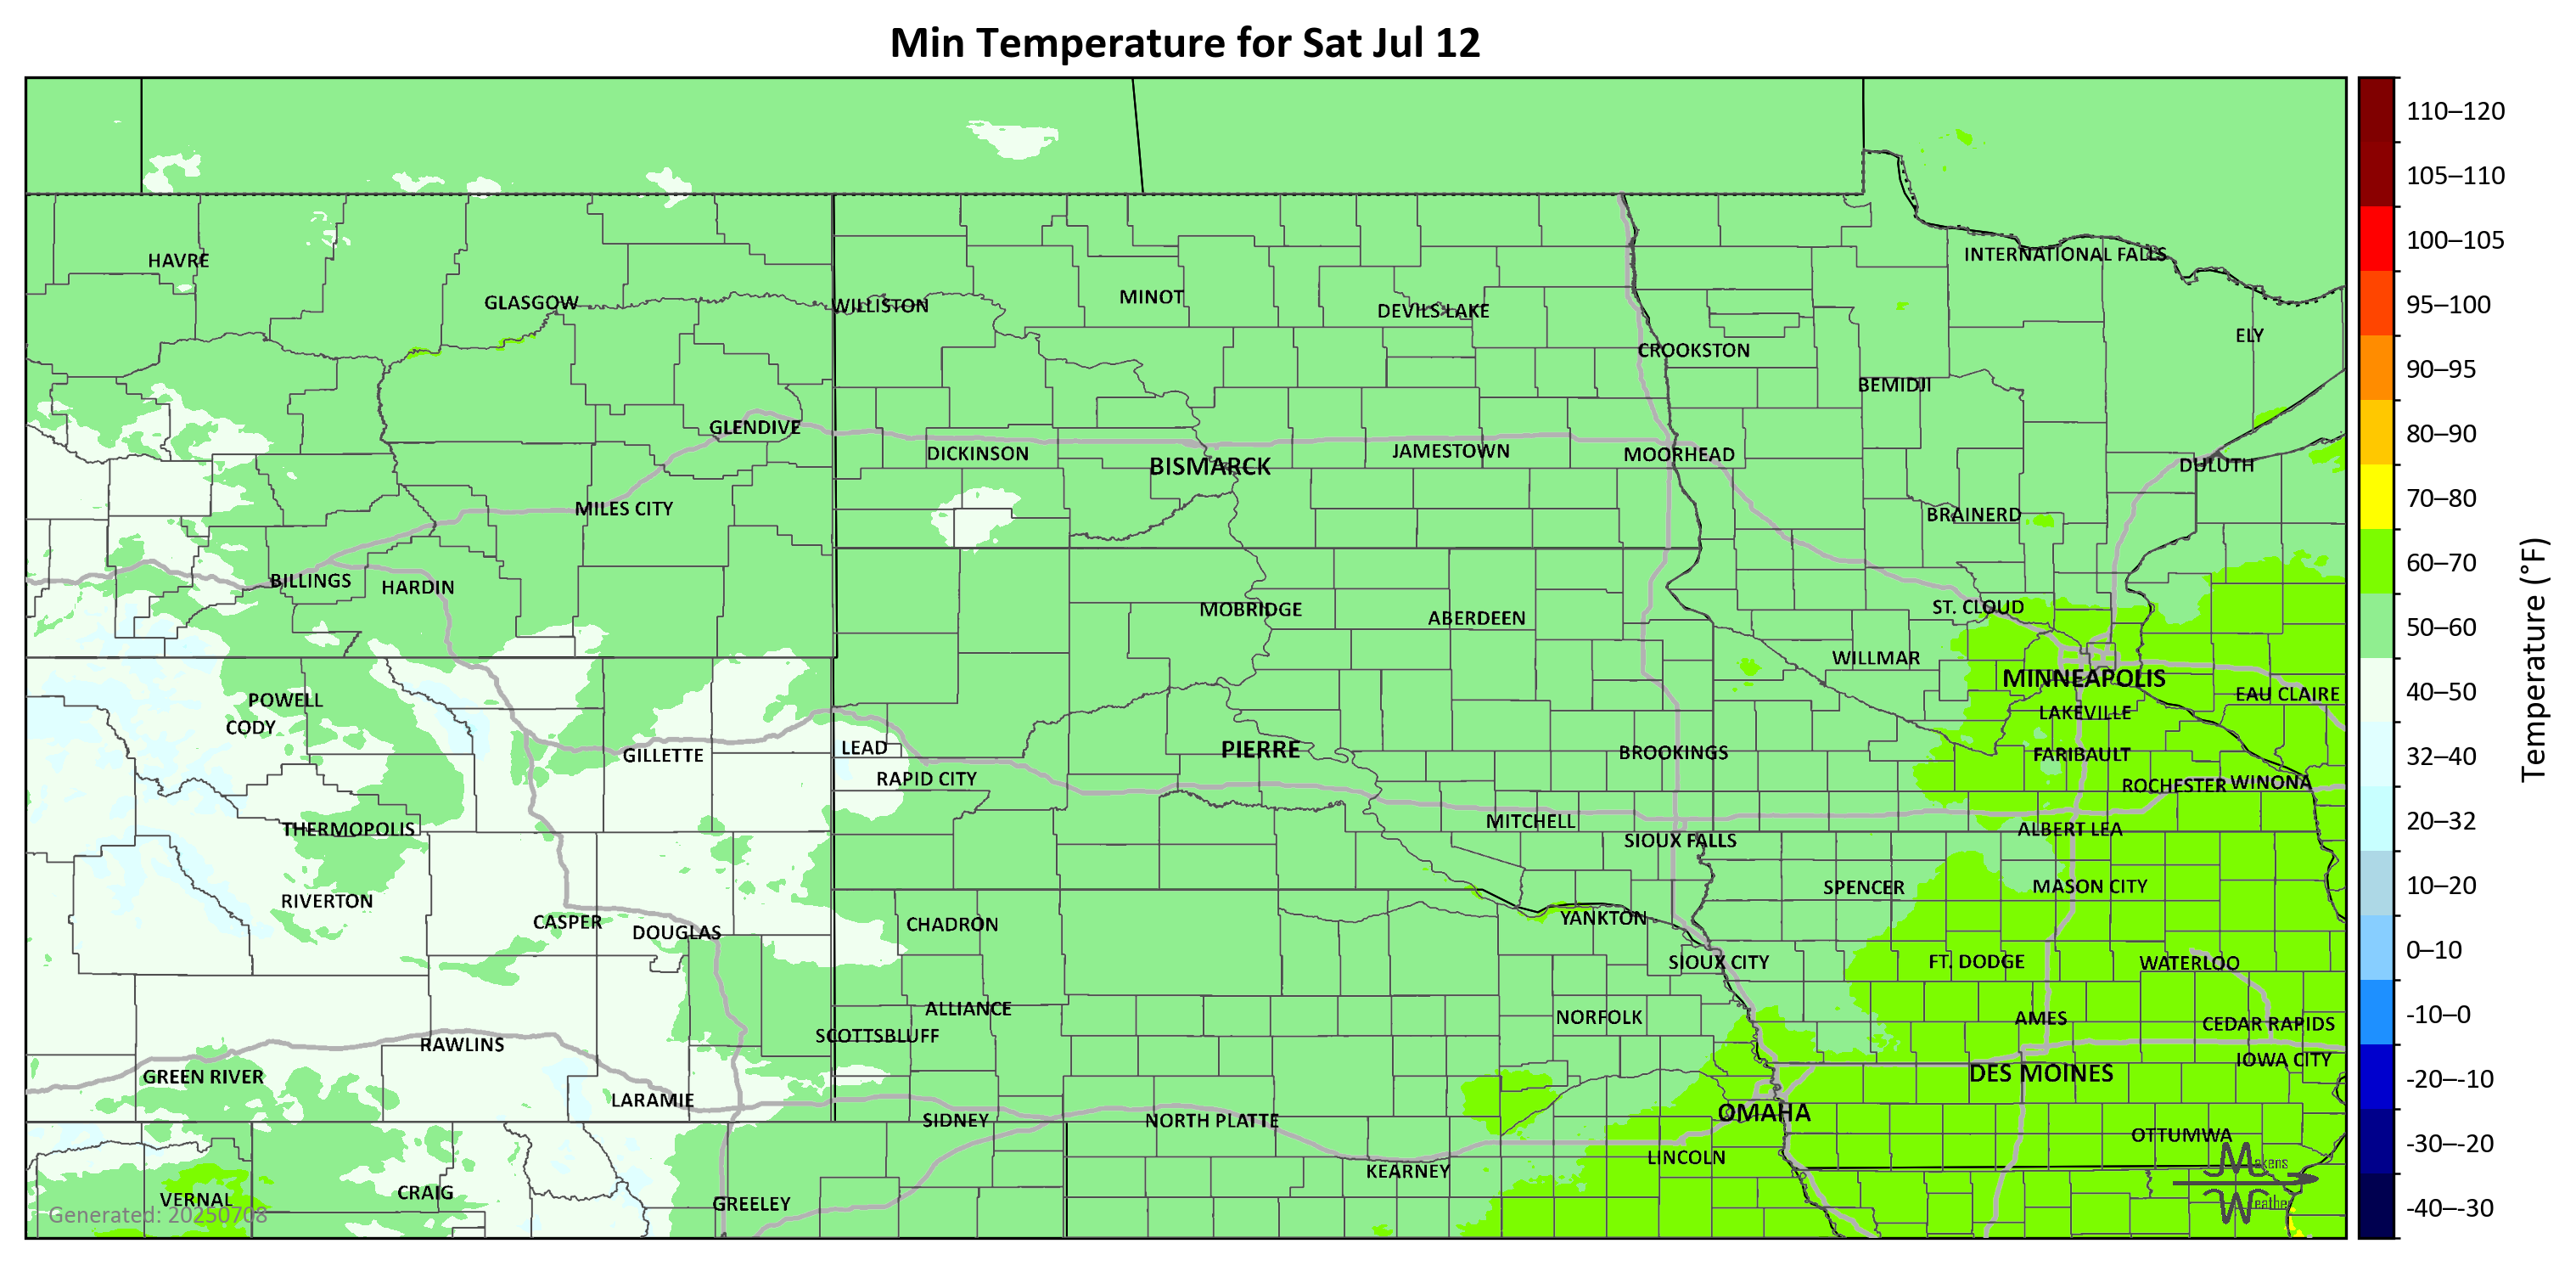 Min Temperature for Sat Jul 12
HAVRE
GLASGOW
WILLISTON
MINOT
DEVILS LAKE
INTERNATIONAL FALLS
CROOKSTON
ELY
BEMIDJI
GLENDIVE
DICKINSON
BISMARCK
JAMESTOWN
MOORHEAD
DULUTH
MILES CITY
BRAINERD
BILLINGS
HARDIN
MOBRIDGE
ABERDEEN
ST. CLOUD
WILLMAR
MINNEAPOLIS
POWELL
CODY
EAU CLAIRE
LAKEVILLE
GILLETTE
LEAD
PIERRE
BROOKINGS
FARIBAULT
RAPID CITY
ROCHESTER
WINONA
THERMOPOLIS
MITCHELL
ALBERT LEA
SIOUX FALLS
RIVERTON
SPENCER
MASON CITY
CASPER
DOUGLAS
CHADRON
YANKTON
SIOUX CITY
FT. DODGE
WATERLOO
ALLIANCE
NORFOLK
AMES
CEDAR RAPIDS
SCOTTSBLUFF
RAWLINS
IOWA CITY
GREEN RIVER
DES MOINES
LARAMIE
SIDNEY
NORTH PLATTE
OMAHA
OTTUMWA
LINCOLN
KEARNEY
VERNAL
CRAIG
GREELEY
Generated: 20250708
Makens
Weather
110–120
105–110
100–105
95–100
90–95
80–90
70–80
60–70
50–60
40–50
32–40
20–32
10–20
0–10
-10–0
-20–-10
-30–-20
-40–-30
Temperature (°F)